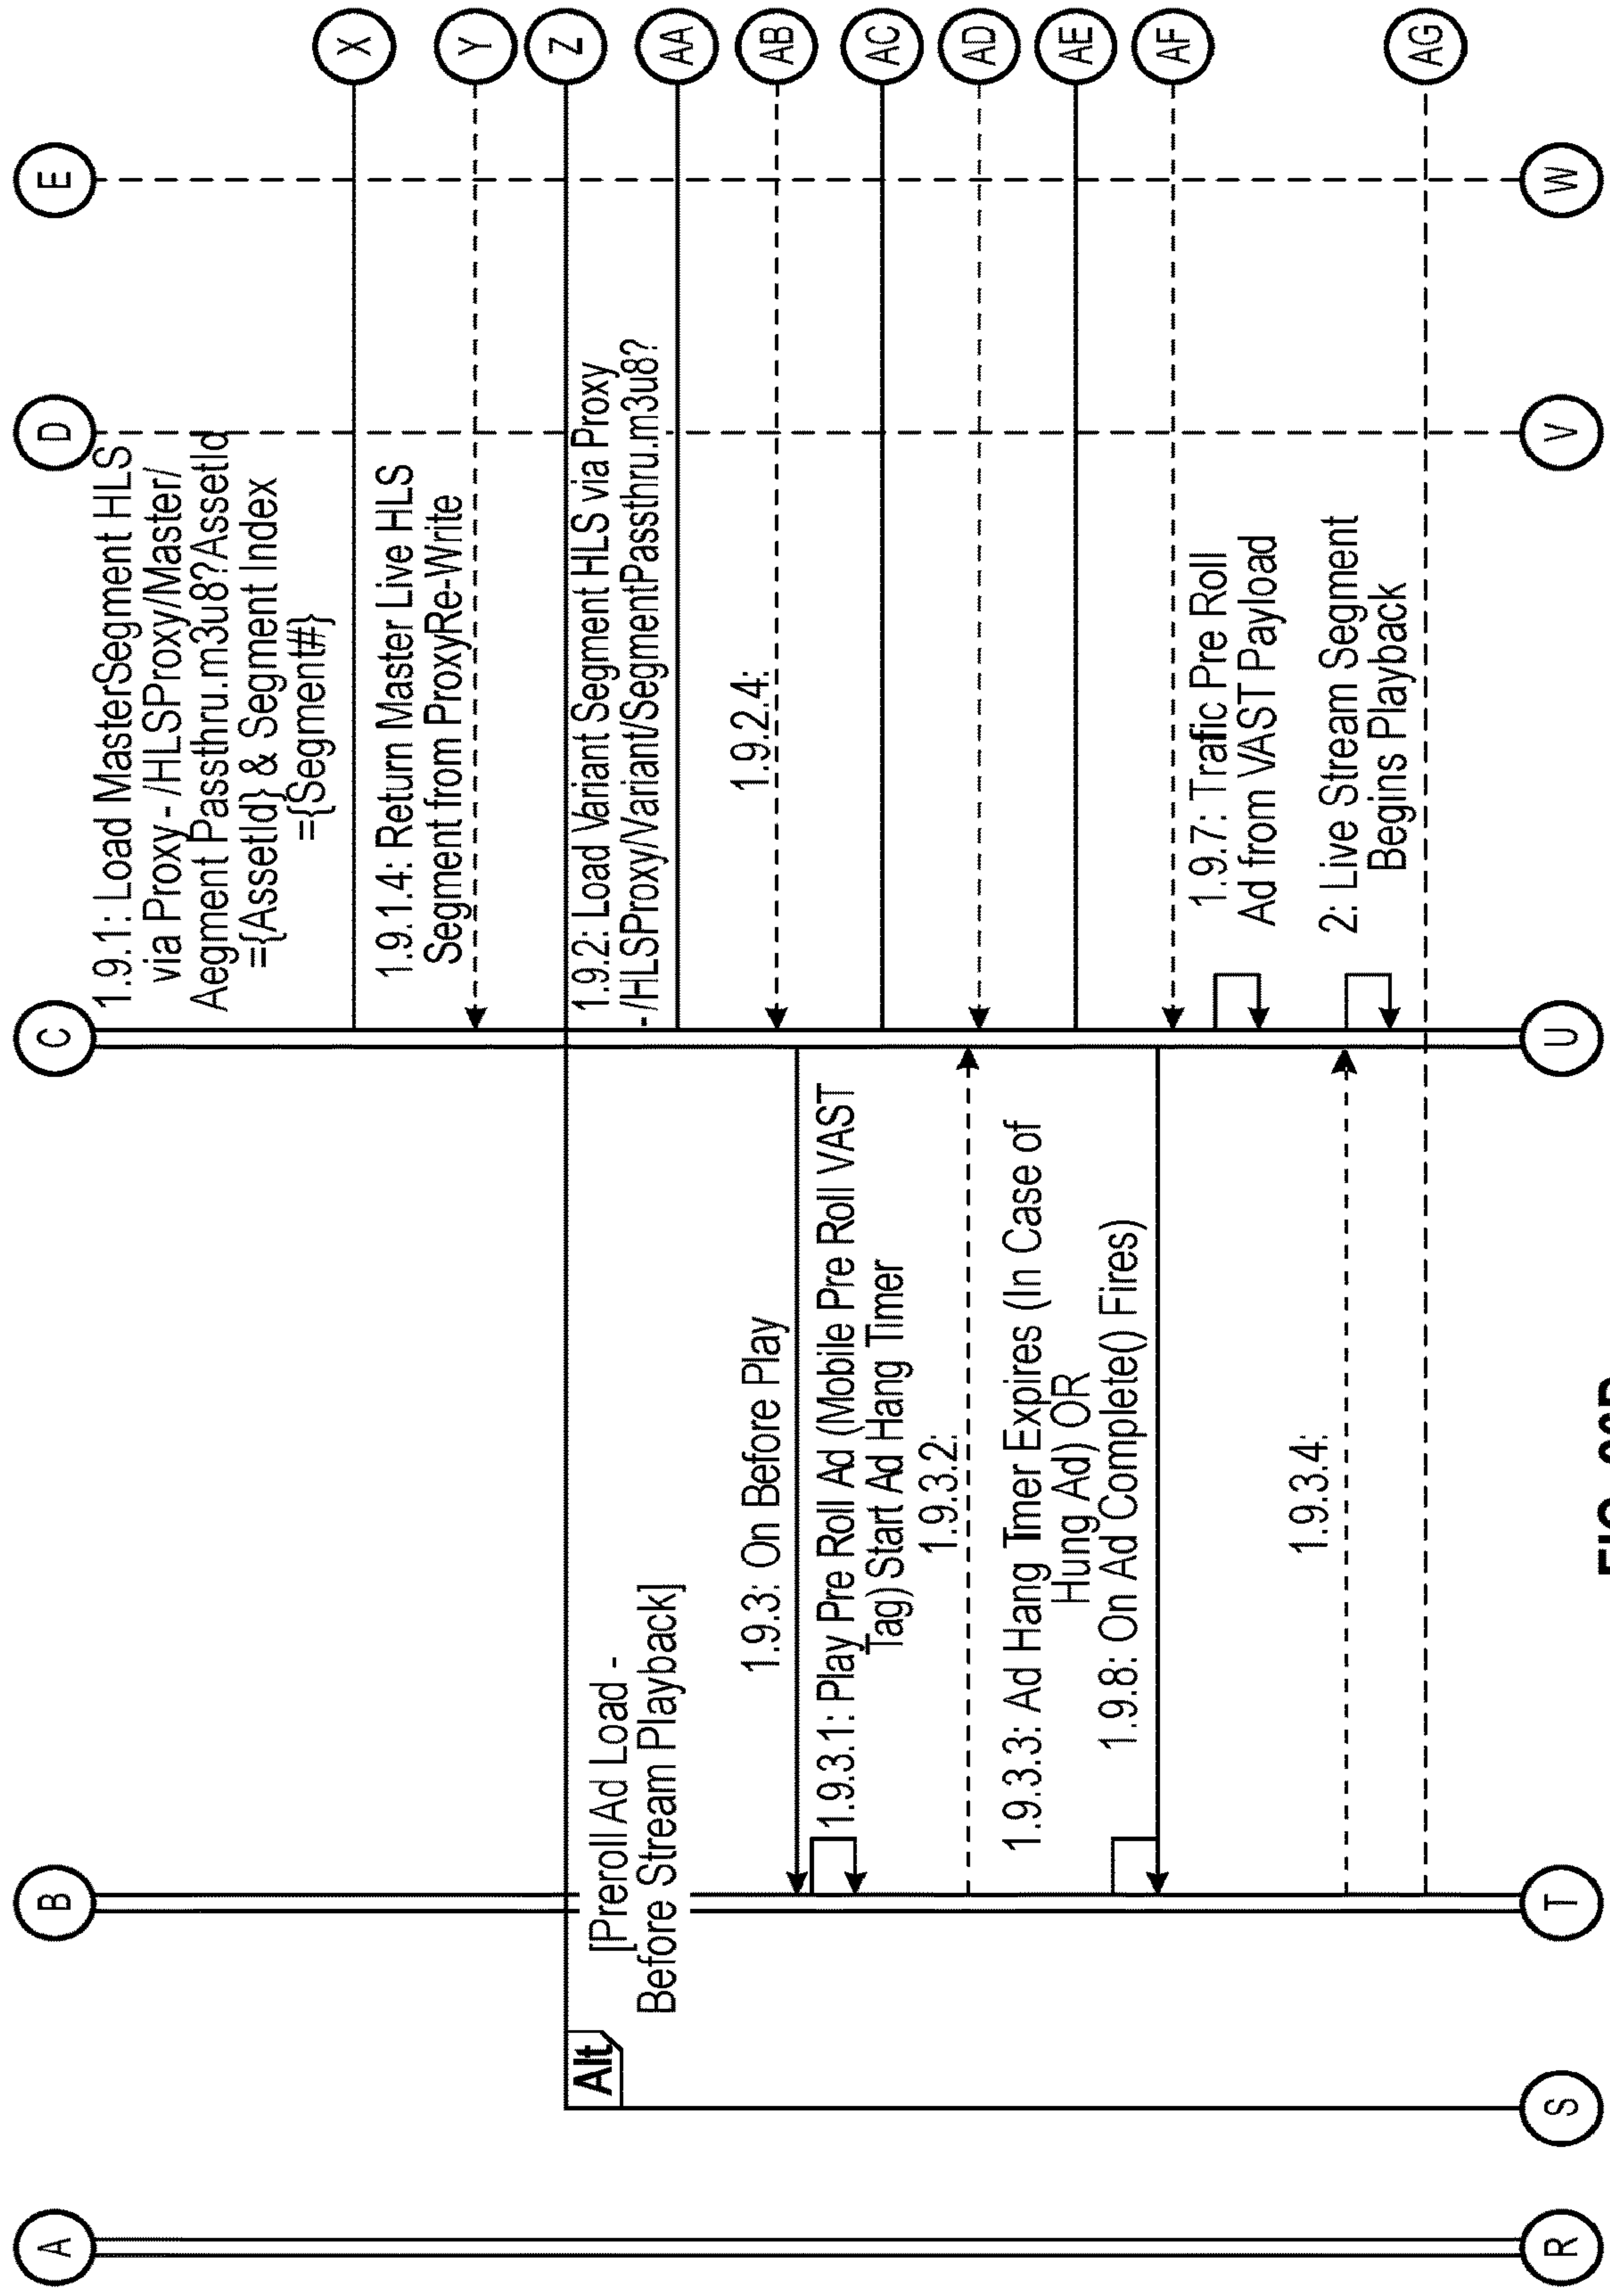 A
B
C
D
E
1.9.1: Load MasterSegment HLS
via Proxy - /HLSProxy/Master/
Aegment Passthru.m3u8?AssetId
={AssetId} & Segment Index
={Segment#}
X
1.9.1.4: Return Master Live HLS
Segment from ProxyRe-Write
Y
Z
Alt
[Preroll Ad Load -
Before Stream Playback]
1.9.2: Load Variant Segment HLS via Proxy
- /HLSProxy/Variant/SegmentPassthru.m3u8?
AA
1.9.3: On Before Play
1.9.2.4:
AB
1.9.3.1: Play Pre Roll Ad (Mobile Pre Roll VAST
Tag) Start Ad Hang Timer
AC
1.9.3.2:
AD
1.9.3.3: Ad Hang Timer Expires (In Case of
Hung Ad) OR
AE
1.9.8: On Ad Complete() Fires)
AF
1.9.7: Traffic Pre Roll
Ad from VAST Payload
1.9.3.4:
2: Live Stream Segment
Begins Playback
AG
R
S
T
U
V
W
FIG.